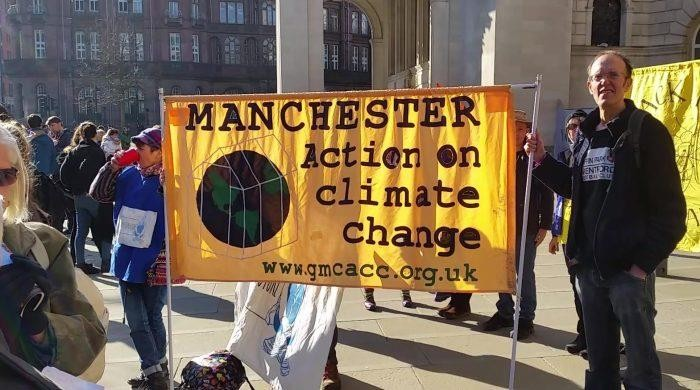 MANCHESTER
Action on
climate
change
www.gmcacc.org.uk